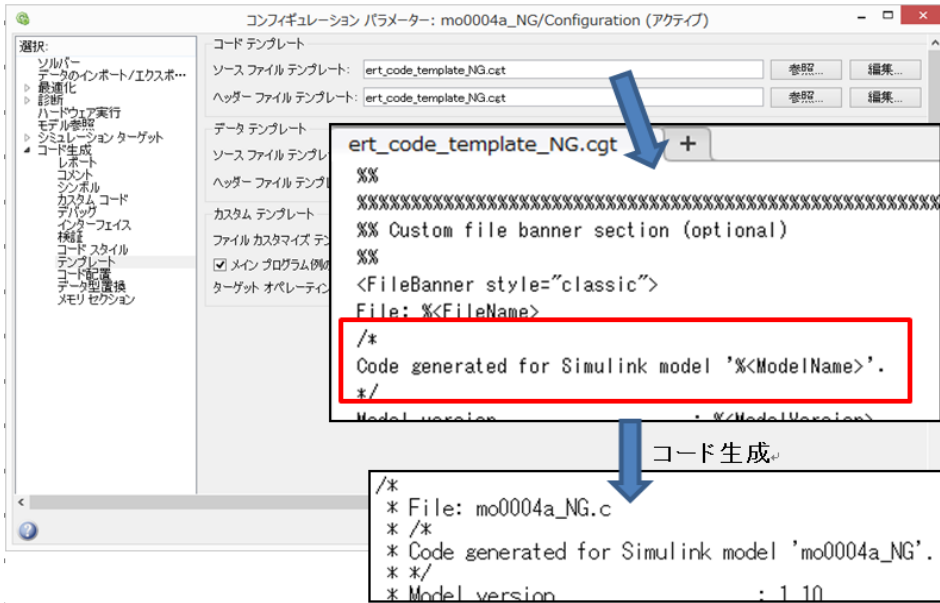 コンフィギュレーション パラメーター: mo0004a_NG/Configuration (アクティブ)
選択:
ソルバー
データのインポート/エクスポ...
最適化
診断
ハードウェア実行
モデル参照
シミュレーション ターゲット
コード生成
レポート
コメント
シンボル
カスタム コード
デバッグ
インターフェイス
検証
コード スタイル
テンプレート
コード配置
データ型置換
メモリ セクション
コード テンプレート
ソース ファイル テンプレート: ert_code_template_NG.cgt 参照... 編集...
ヘッダー ファイル テンプレート: ert_code_template_NG.cgt 参照... 編集...
データ テンプレート
ソース ファイル テンプレ
ヘッダー ファイル テンプ
カスタム テンプレート
ファイル カスタマイズ テン
メイン プログラム例の
ターゲット オペレーティン
ert_code_template_NG.cgt +
%%
%%%%%%%%%%%%%%%%%%%%%%%%%%%%%%%%%%%%%%%%%%%%%%%%%%%%%%
%% Custom file banner section (optional)
%%
<FileBanner style="classic">
File: %<FileName>
/*
Code generated for Simulink model '%<ModelName>'.
*/
Model version : %<ModelVersion>
コード生成
/*
* File: mo0004a_NG.c
* /*
* Code generated for Simulink model 'mo0004a_NG'.
* */
* Model version : 1.10